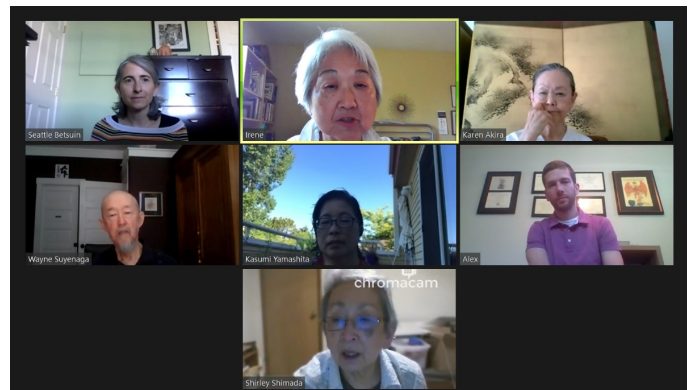 Seattle Betsuin
Irene
Karen Akira
Wayne Suyenaga
Kasumi Yamashita
Alex
chromacam
Shirley Shimada